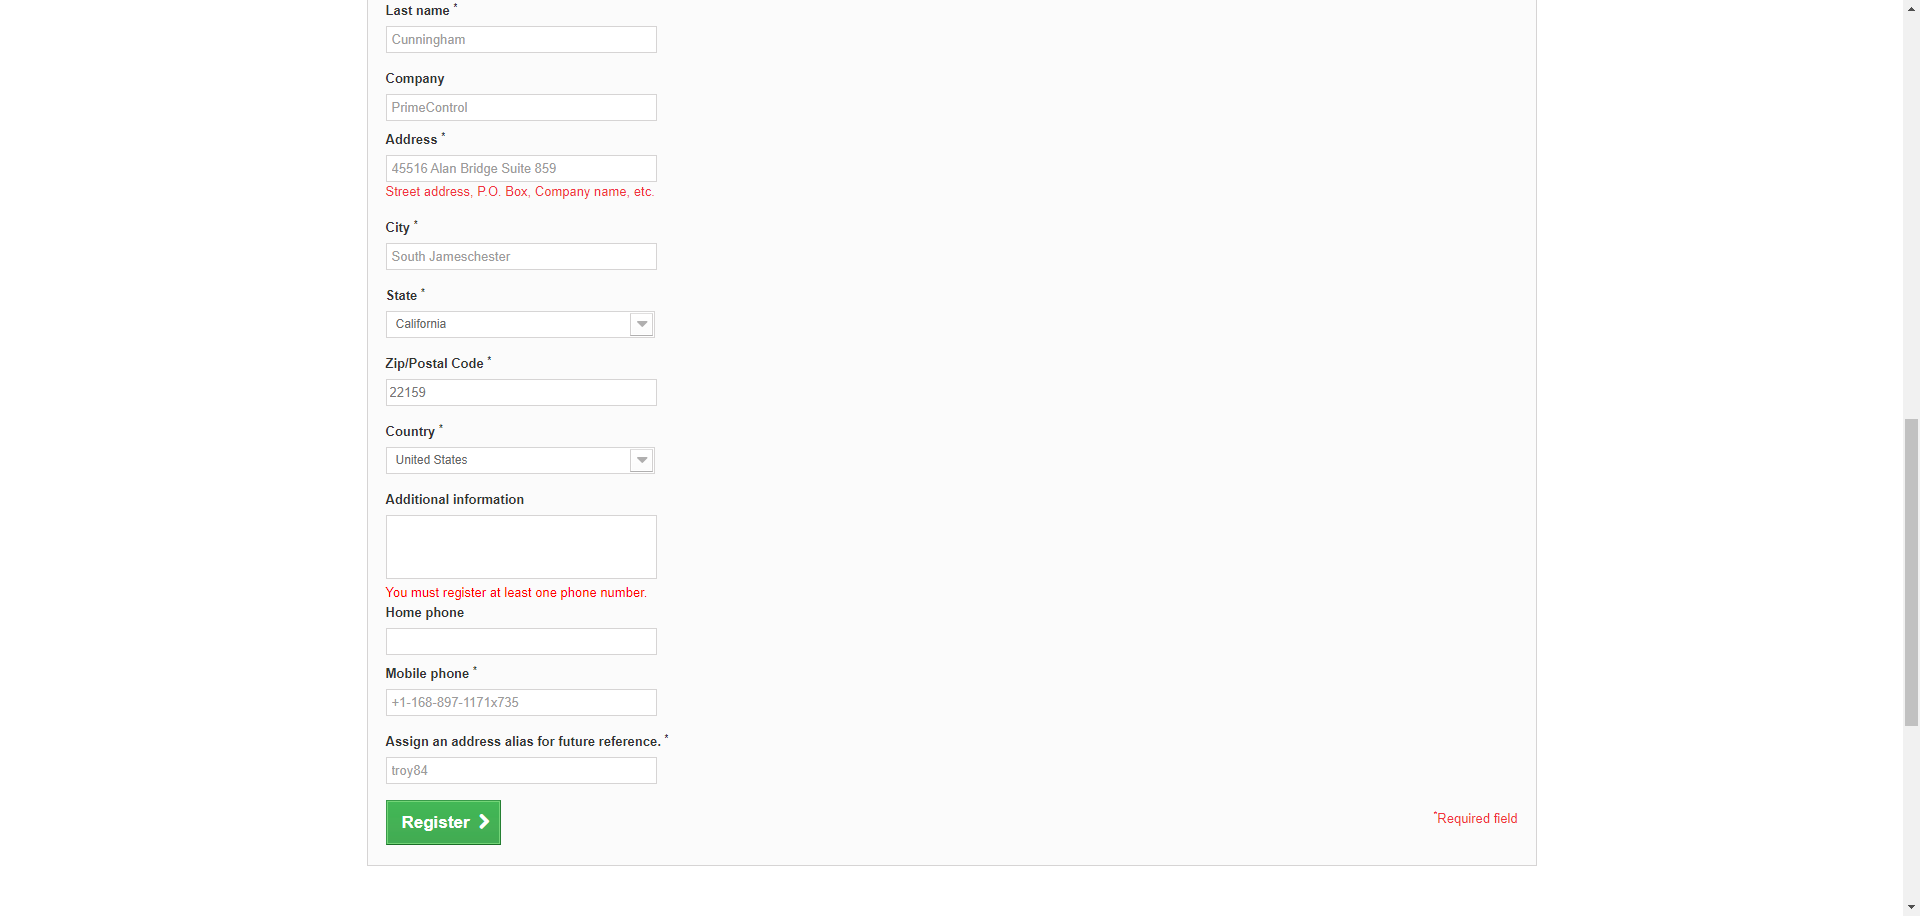 Last name *
Cunningham
Company
PrimeControl
Address *
45516 Alan Bridge Suite 859
Street address, P.O. Box, Company name, etc.
City *
South Jameschester
State *
California
Zip/Postal Code *
22159
Country *
United States
Additional information
You must register at least one phone number.
Home phone
Mobile phone *
+1-168-897-1171x735
Assign an address alias for future reference. *
troy84
Register
*Required field